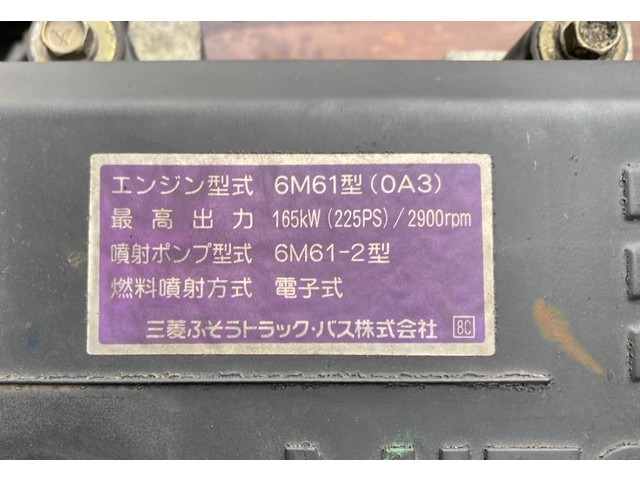 エンジン型式 6M61型(0A3)
最高出力 165kW(225PS)/2900rpm
噴射ポンプ型式 6M61-2型
燃料噴射方式 電子式
三菱ふそうトラック・バス株式会社 8C